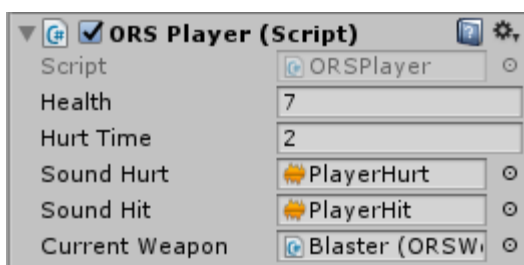 ORS Player (Script)
Script ORSPlayer
Health 7
Hurt Time 2
Sound Hurt PlayerHurt
Sound Hit PlayerHit
Current Weapon Blaster (ORSW